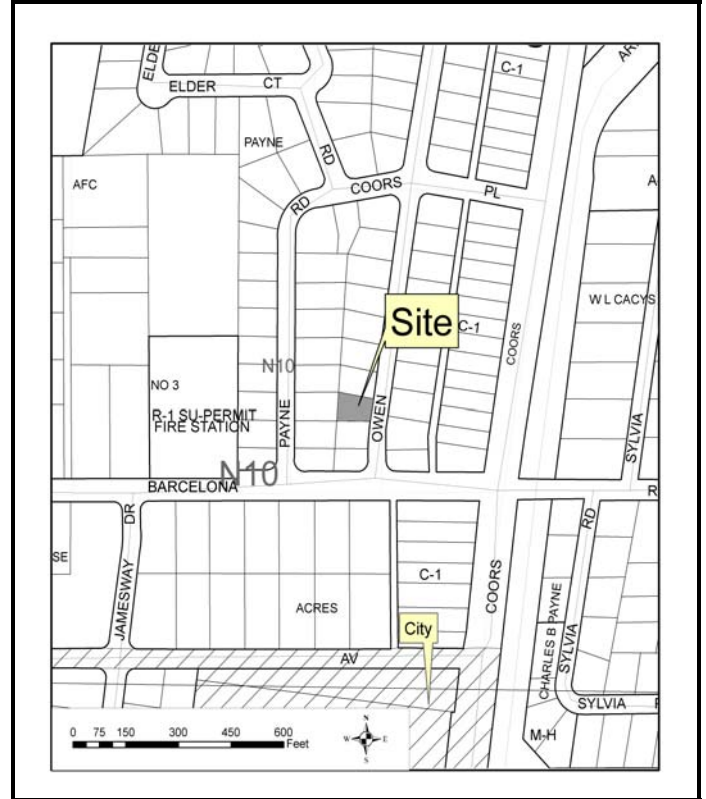 ELDE
C-1
ELDER CT
PAYNE
RD
AFC
COORS PL
RD
W L CACYS
Site
C-1
COORS
N10
NO 3
R-1 SU-PERMIT
FIRE STATION
PAYNE
OWEN
SYLVIA
N10
BARCELONA
R
DR
RD
SE
C-1
JAMESWAY
ACRES
COORS
CHARLES B PAYNE
SYLVIA
City
AV
SYLVIA
M-H
0 75 150 300 450 600
Feet
N
W E
S